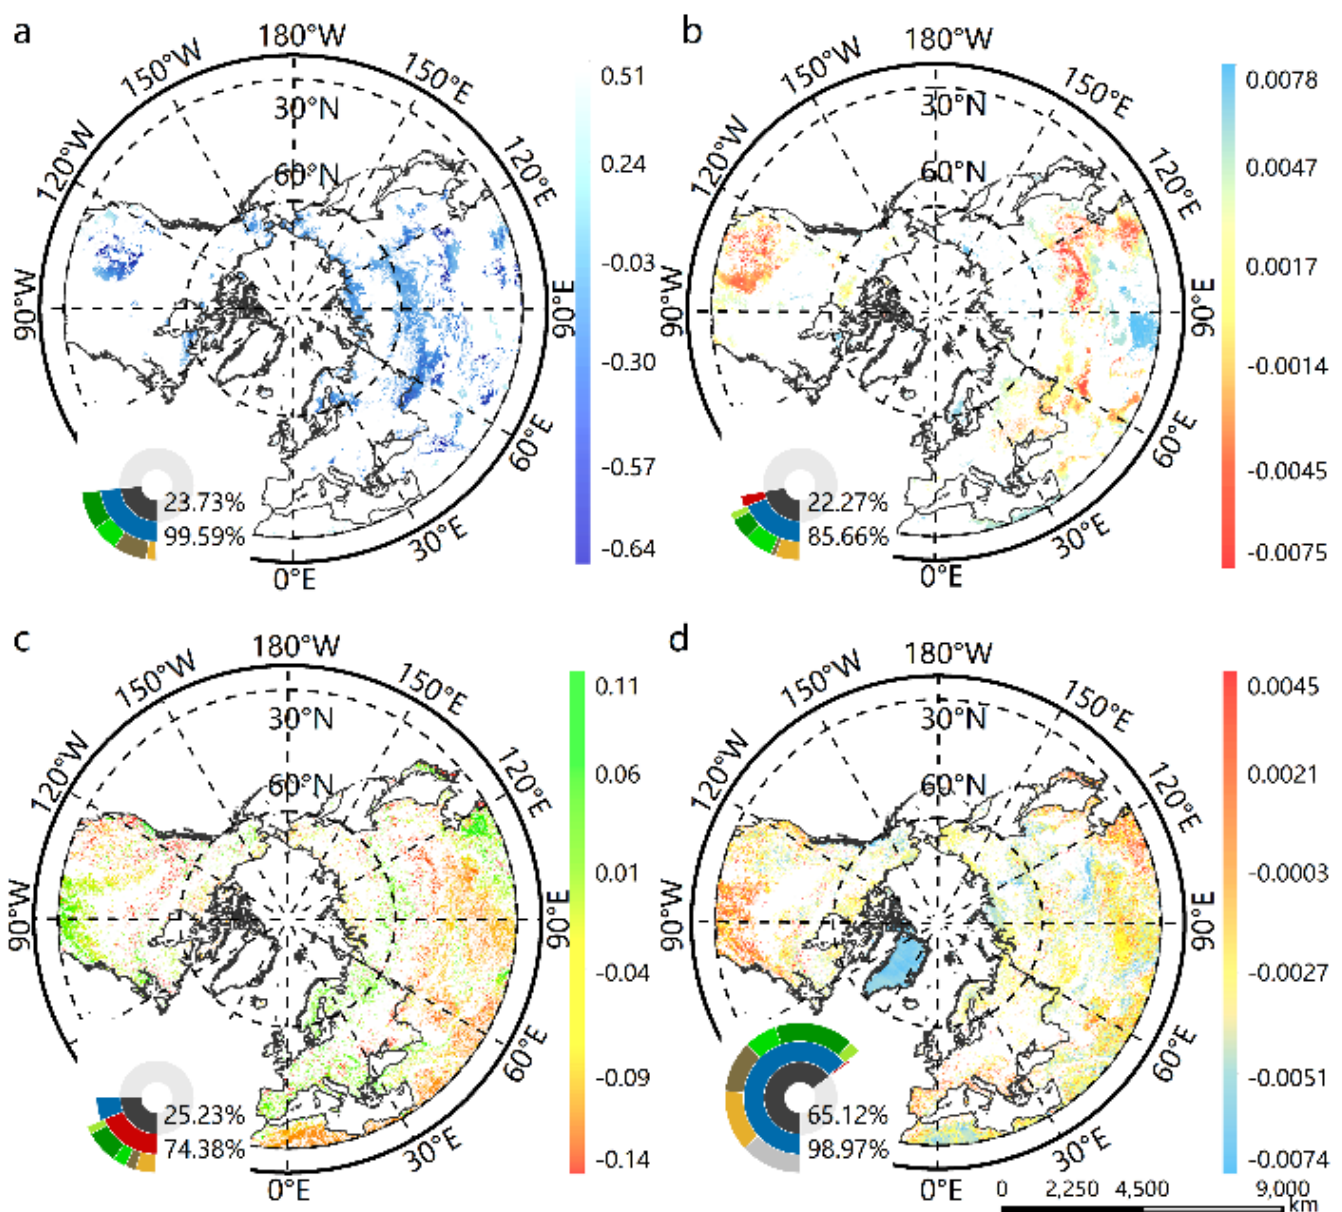 a
180°W
150°W
150°E
120°W
120°E
90°W
90°E
60°E
30°E
0°E
30°N
60°N
23.73%
99.59%
0.51
0.24
-0.03
-0.30
-0.57
-0.64
b
180°W
150°W
150°E
120°W
120°E
90°W
90°E
60°E
30°E
0°E
30°N
60°N
22.27%
85.66%
0.0078
0.0047
0.0017
-0.0014
-0.0045
-0.0075
c
180°W
150°W
150°E
120°W
120°E
90°W
90°E
60°E
30°E
0°E
30°N
60°N
25.23%
74.38%
0.11
0.06
0.01
-0.04
-0.09
-0.14
d
180°W
150°W
150°E
120°W
120°E
90°W
90°E
60°E
30°E
0°E
30°N
60°N
65.12%
98.97%
0.0045
0.0021
-0.0003
-0.0027
-0.0051
-0.0074
0 2,250 4,500 9,000
km